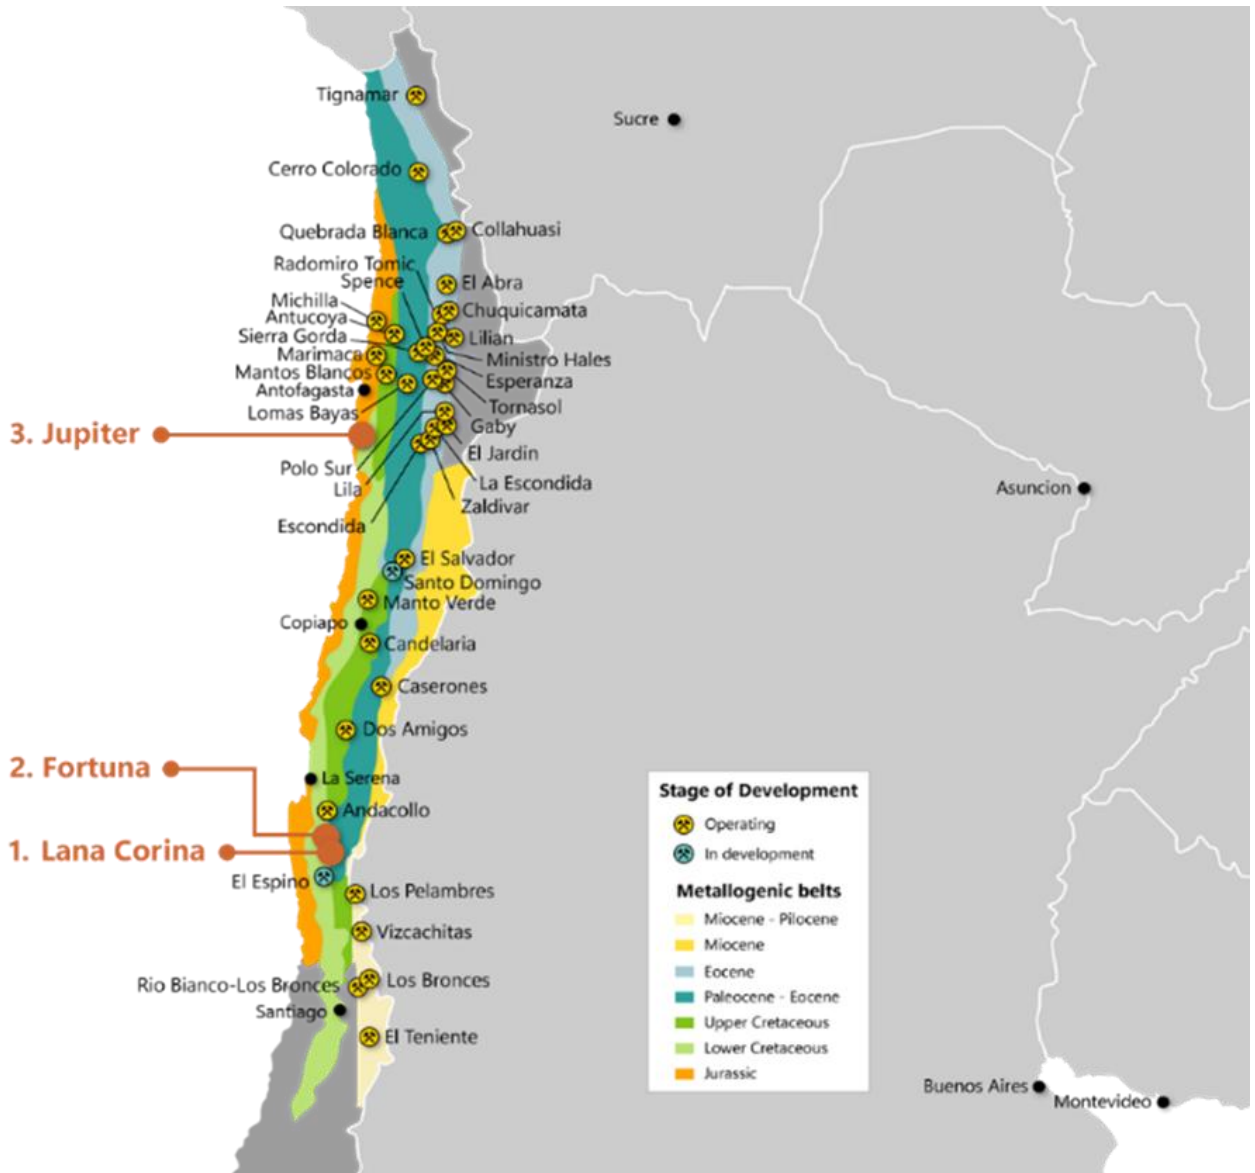 Tignamar
Sucre
Cerro Colorado
Quebrada Blanca
Collahuasi
Radomiro Tomic
Spence
El Abra
Michilla
Chuquicamata
Antucoya
Sierra Gorda
Lilian
Marimaca
Ministro Hales
Mantos Blancos
Esperanza
Antofagasta
Tornasol
Lomas Bayas
Gaby
3. Jupiter
El Jardin
Polo Sur
La Escondida
Lila
Asuncion
Zaldivar
Escondida
El Salvador
Santo Domingo
Manto Verde
Copiapo
Candelaria
Caserones
Dos Amigos
2. Fortuna
La Serena
Andacollo
1. Lana Corina
El Espino
Los Pelambres
Vizcachitas
Rio Bianco-Los Bronces
Los Bronces
Santiago
El Teniente
Stage of Development
Operating
In development
Metallogenic belts
Miocene - Pilocene
Miocene
Eocene
Paleocene - Eocene
Upper Cretaceous
Lower Cretaceous
Jurassic
Buenos Aires
Montevideo